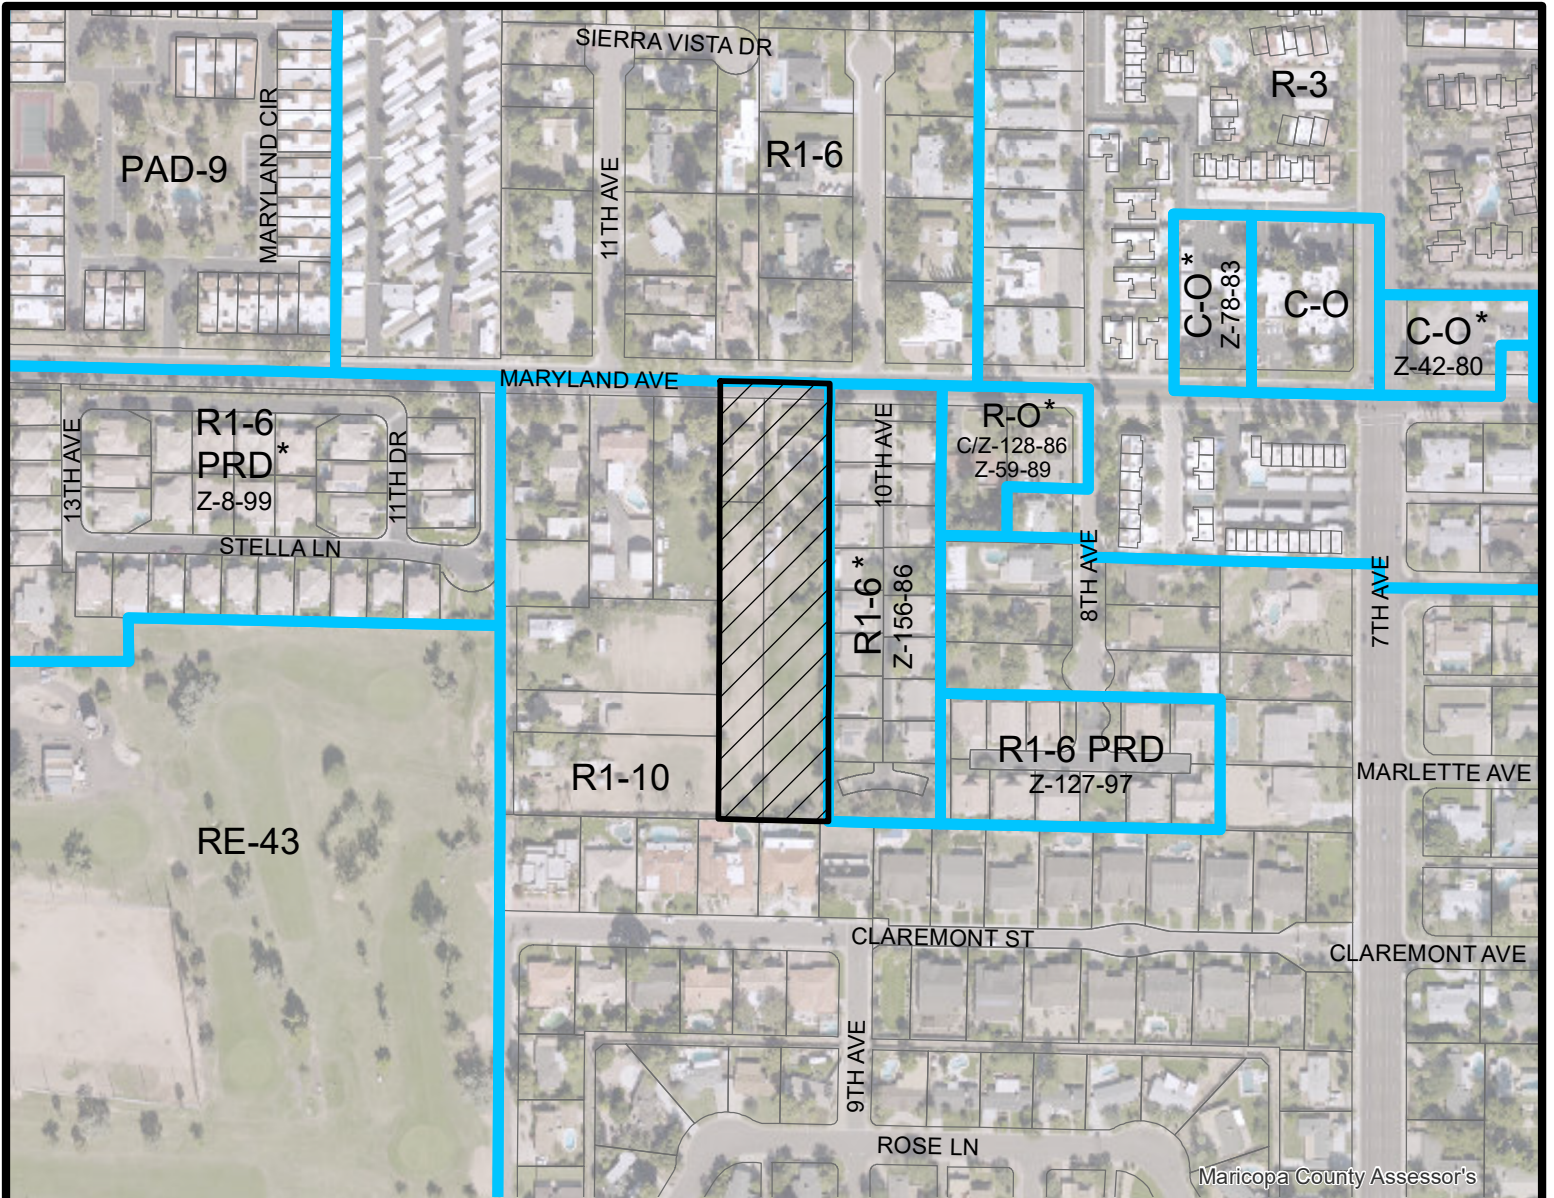 SIERRA VISTA DR
R-3
MARYLAND CIR
PAD-9
R1-6
11TH AVE
C-O*
Z-78-83
C-O
C-O*
Z-42-80
MARYLAND AVE
13TH AVE
R1-6
PRD*
Z-8-99
11TH DR
STELLA LN
10TH AVE
R-O*
C/Z-128-86
Z-59-89
R1-6 *
Z-156-86
8TH AVE
7TH AVE
R1-6 PRD
Z-127-97
R1-10
MARLETTE AVE
RE-43
CLAREMONT ST
CLAREMONT AVE
9TH AVE
ROSE LN
Maricopa County Assessor's